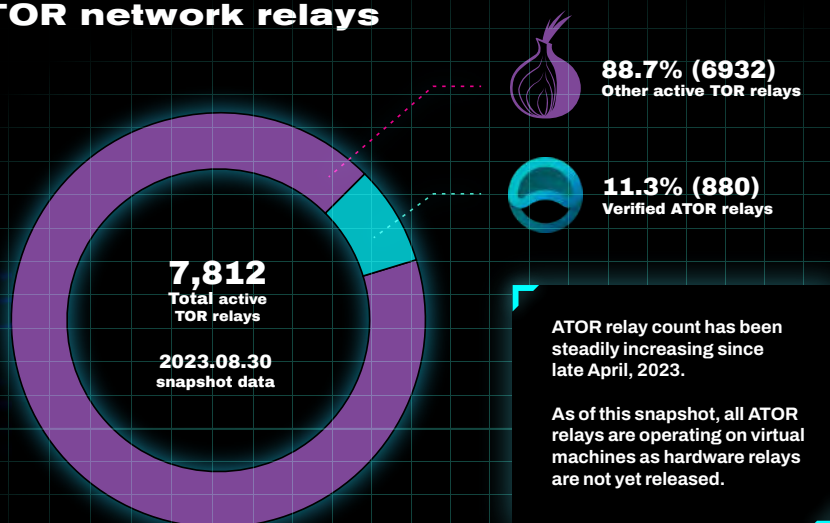 TOR network relays
88.7% (6932)
Other active TOR relays
11.3% (880)
Verified ATOR relays
7,812
Total active
TOR relays
2023.08.30
snapshot data
ATOR relay count has been
steadily increasing since
late April, 2023.
As of this snapshot, all ATOR
relays are operating on virtual
machines as hardware relays
are not yet released.